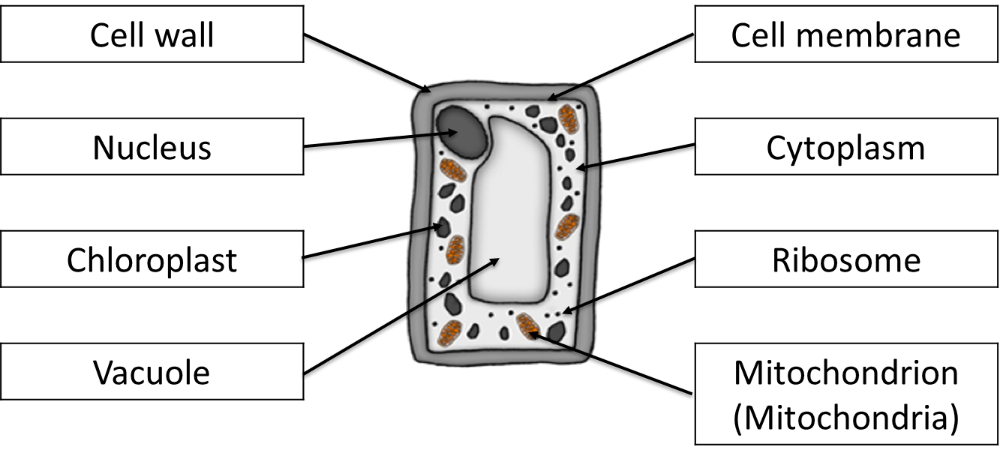 Cell wall
Cell membrane
Nucleus
Cytoplasm
Chloroplast
Ribosome
Vacuole
Mitochondrion
(Mitochondria)